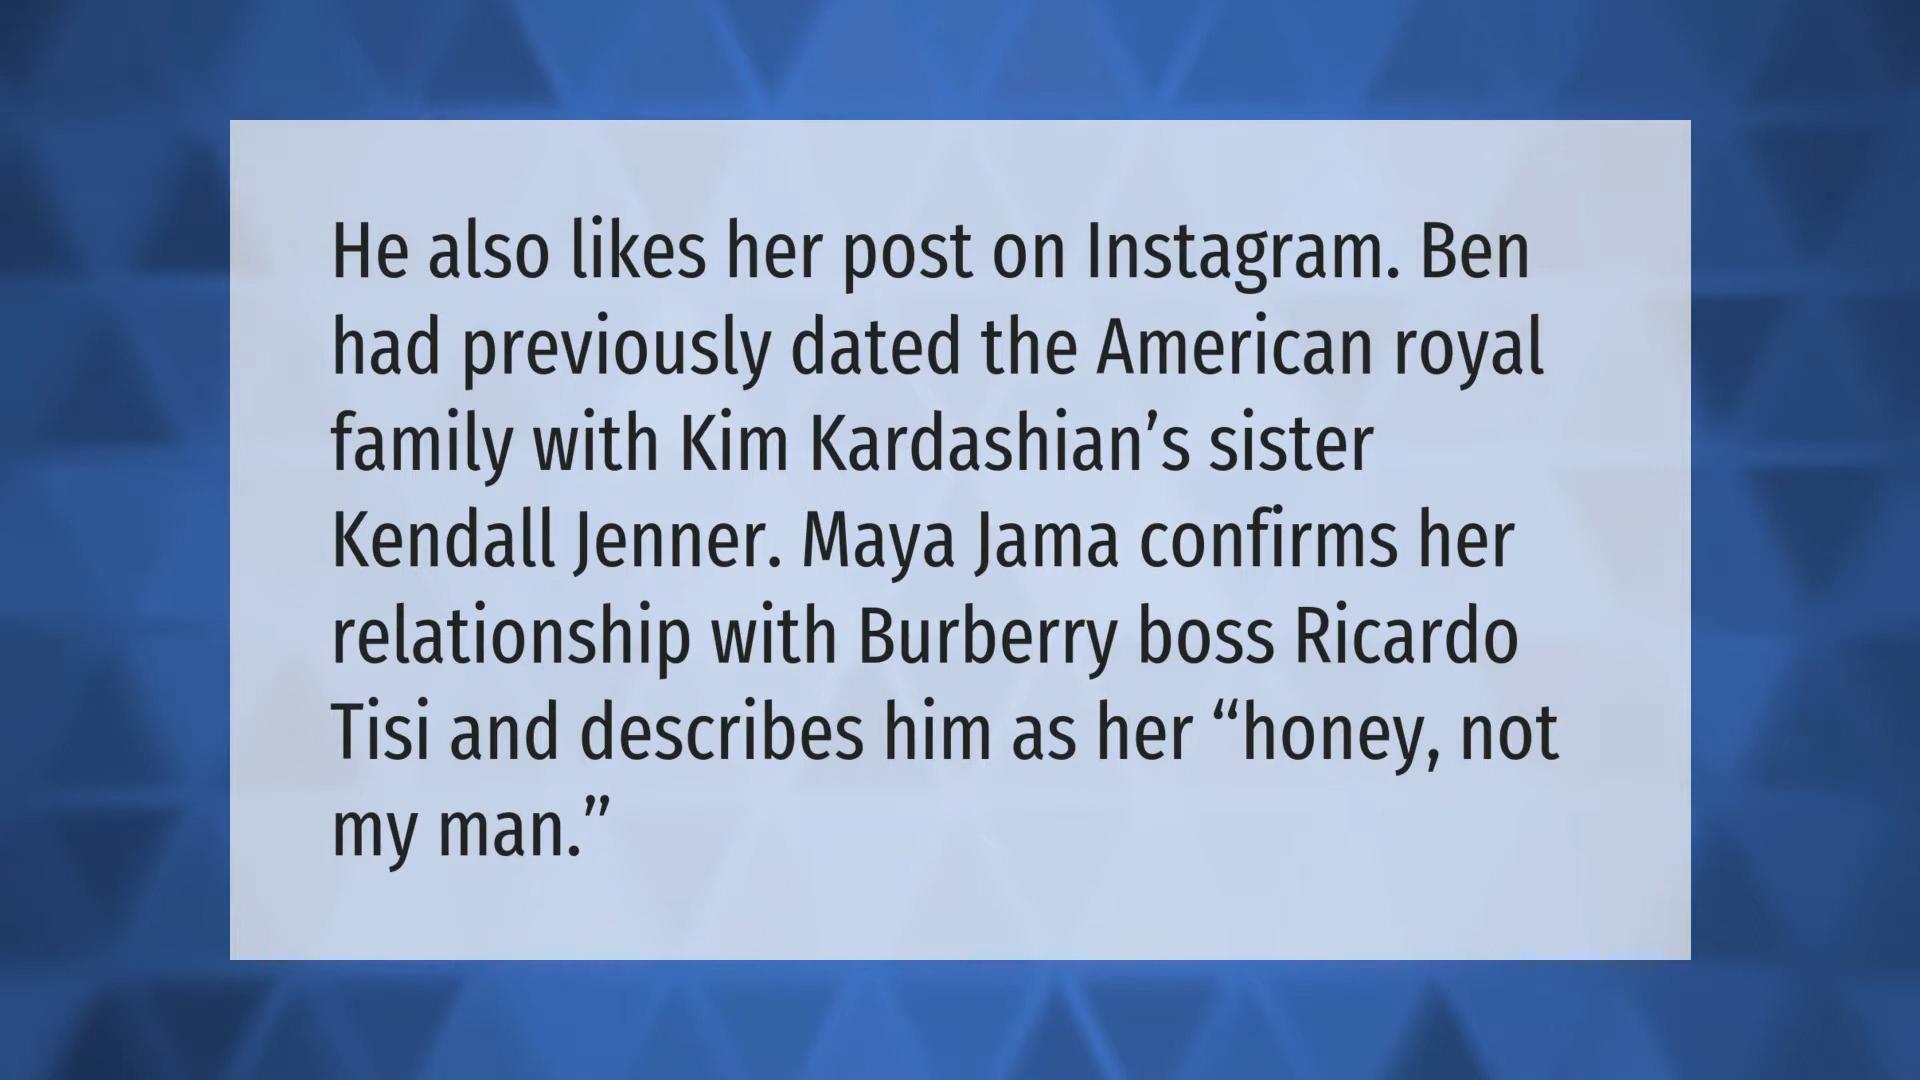 He also likes her post on Instagram. Ben
had previously dated the American royal
family with Kim Kardashian’s sister
Kendall Jenner. Maya Jama confirms her
relationship with Burberry boss Ricardo
Tisi and describes him as her “honey, not
my man.”